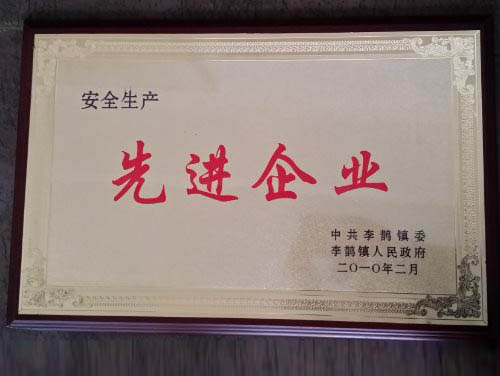 安全生产
先进企业
中共李鹊镇委
李鹊镇人民政府
二〇一〇年二月